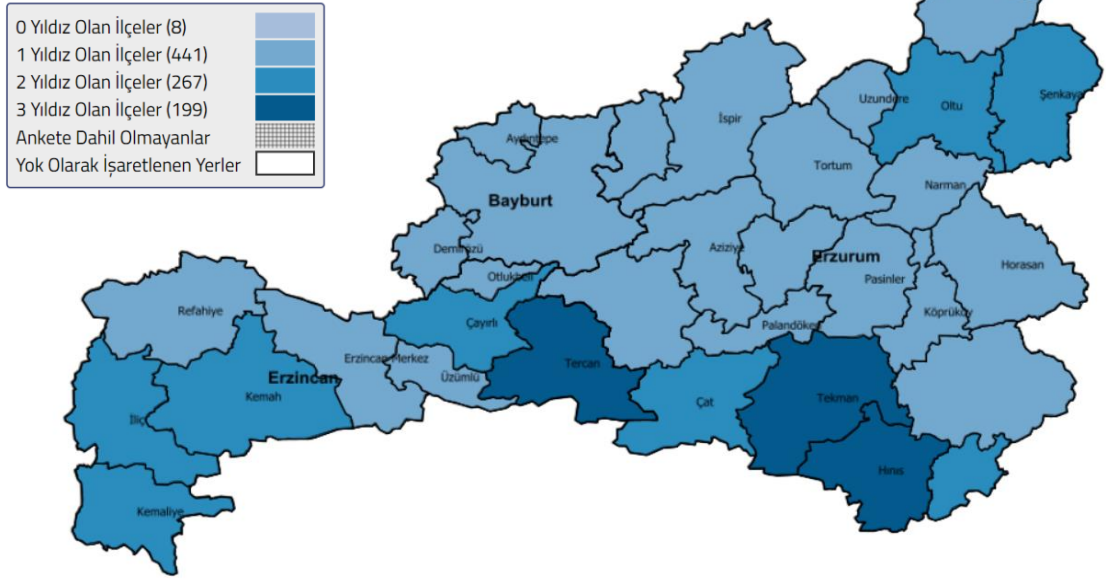 0 Yıldız Olan İlçeler (8)
1 Yıldız Olan İlçeler (441)
2 Yıldız Olan İlçeler (267)
3 Yıldız Olan İlçeler (199)
Ankete Dahil Olmayanlar
Yok Olarak İşaretlenen Yerler
Uzundere
Oltu
Şenkaya
İspir
Aydıntepe
Tortum
Narman
Bayburt
Demirözü
Aziziye
Erzurum
Horasan
Otlukbeli
Pasinler
Refahiye
Köprüköy
Çayırlı
Palandöken
Erzincan Merkez
Tercan
Üzümlü
Erzincan
Kemah
Çat
Tekman
İliç
Hınıs
Kemaliye